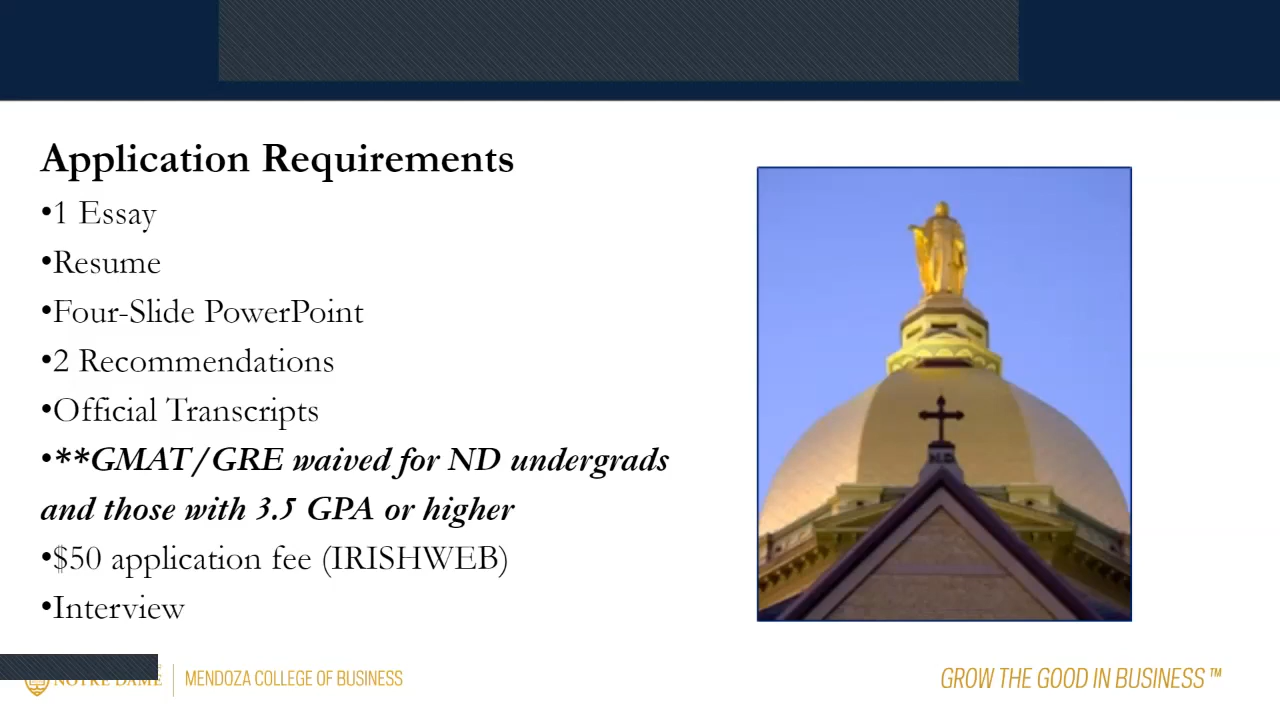 Application Requirements
•1 Essay
•Resume
•Four-Slide PowerPoint
•2 Recommendations
•Official Transcripts
•**GMAT/GRE waived for ND undergrads
and those with 3.5 GPA or higher
•$50 application fee (IRISHWEB)
•Interview
NOTRE DAME
MENDOZA COLLEGE OF BUSINESS
GROW THE GOOD IN BUSINESS™